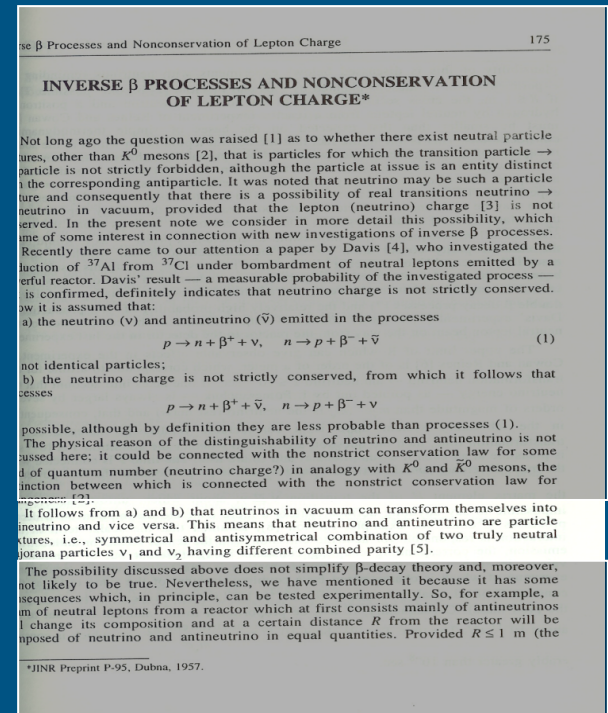 rse β Processes and Nonconservation of Lepton Charge 175
INVERSE β PROCESSES AND NONCONSERVATION
OF LEPTON CHARGE*
Not long ago the question was raised [1] as to whether there exist neutral particle
tures, other than K⁰ mesons [2], that is particles for which the transition particle →
particle is not strictly forbidden, although the particle at issue is an entity distinct
the corresponding antiparticle. It was noted that neutrino may be such a particle
ture and consequently that there is a possibility of real transitions neutrino →
neutrino in vacuum, provided that the lepton (neutrino) charge [3] is not
served. In the present note we consider in more detail this possibility, which
me of some interest in connection with new investigations of inverse β processes.
Recently there came to our attention a paper by Davis [4], who investigated the
duction of ³⁷Al from ³⁷Cl under bombardment of neutral leptons emitted by a
erful reactor. Davis' result — a measurable probability of the investigated process —
is confirmed, definitely indicates that neutrino charge is not strictly conserved.
ow it is assumed that:
a) the neutrino (ν) and antineutrino (ν̃) emitted in the processes
p → n + β⁺ + ν, n → p + β⁻ + ν̃ (1)
not identical particles;
b) the neutrino charge is not strictly conserved, from which it follows that
cesses
p → n + β⁺ + ν̃, n → p + β⁻ + ν
possible, although by definition they are less probable than processes (1).
The physical reason of the distinguishability of neutrino and antineutrino is not
cussed here; it could be connected with the nonstrict conservation law for some
d of quantum number (neutrino charge?) in analogy with K⁰ and K̃⁰ mesons, the
inction between which is connected with the nonstrict conservation law for
ngeness [2].
It follows from a) and b) that neutrinos in vacuum can transform themselves into
ineutrino and vice versa. This means that neutrino and antineutrino are particle
xtures, i.e., symmetrical and antisymmetrical combination of two truly neutral
jorana particles ν₁ and ν₂ having different combined parity [5].
The possibility discussed above does not simplify β-decay theory and, moreover,
not likely to be true. Nevertheless, we have mentioned it because it has some
sequences which, in principle, can be tested experimentally. So, for example, a
m of neutral leptons from a reactor which at first consists mainly of antineutrinos
l change its composition and at a certain distance R from the reactor will be
mposed of neutrino and antineutrino in equal quantities. Provided R ≤ 1 m (the
*JINR Preprint P-95, Dubna, 1957.